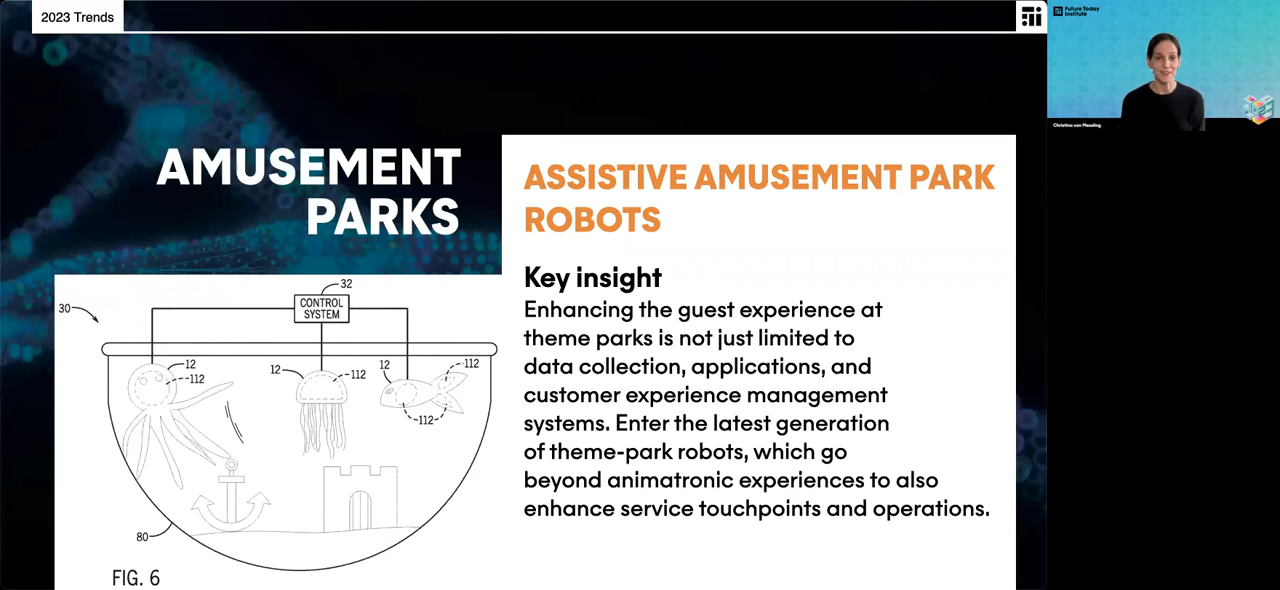 2023 Trends
Future Today
Institute
Christina von Messling
AMUSEMENT
PARKS
ASSISTIVE AMUSEMENT PARK
ROBOTS
Key insight
Enhancing the guest experience at
theme parks is not just limited to
data collection, applications, and
customer experience management
systems. Enter the latest generation
of theme-park robots, which go
beyond animatronic experiences to also
enhance service touchpoints and operations.
32
30
CONTROL
SYSTEM
12
112
12
112
12
112
112
80
FIG. 6